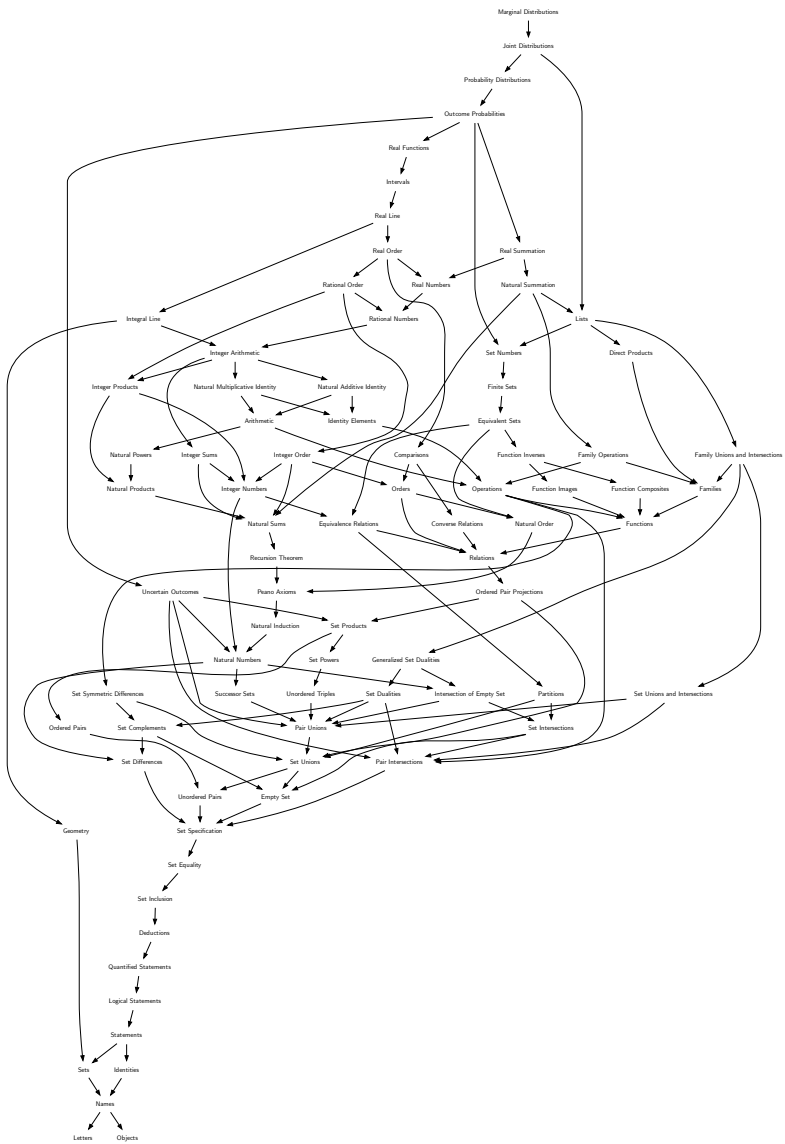 Marginal Distributions
Joint Distributions
Probability Distributions
Outcome Probabilities
Real Functions
Intervals
Real Line
Real Order
Real Summation
Rational Order
Real Numbers
Natural Summation
Integral Line
Rational Numbers
Lists
Integer Arithmetic
Set Numbers
Direct Products
Integer Products
Natural Multiplicative Identity
Natural Additive Identity
Finite Sets
Arithmetic
Identity Elements
Equivalent Sets
Natural Powers
Integer Sums
Integer Order
Comparisons
Function Inverses
Family Operations
Family Unions and Intersections
Natural Products
Integer Numbers
Orders
Operations
Function Images
Function Composites
Families
Natural Sums
Equivalence Relations
Converse Relations
Natural Order
Functions
Recursion Theorem
Relations
Uncertain Outcomes
Peano Axioms
Ordered Pair Projections
Natural Induction
Set Products
Natural Numbers
Set Powers
Generalized Set Dualities
Set Symmetric Differences
Successor Sets
Unordered Triples
Set Dualities
Intersection of Empty Set
Partitions
Set Unions and Intersections
Ordered Pairs
Set Complements
Pair Unions
Set Intersections
Set Differences
Set Unions
Pair Intersections
Unordered Pairs
Empty Set
Geometry
Set Specification
Set Equality
Set Inclusion
Deductions
Quantified Statements
Logical Statements
Statements
Sets
Identities
Names
Letters
Objects